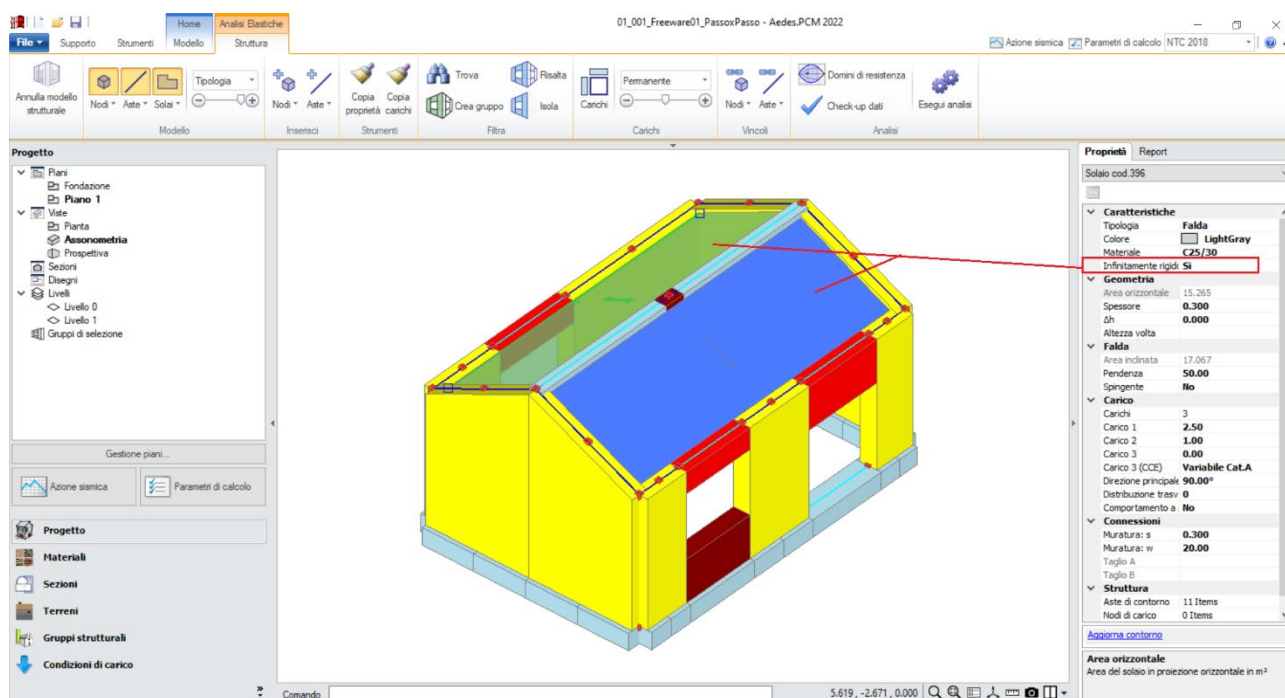 01_001_Freeware01_PassoxPasso - Aedes.PCM 2022
Home
Analisi Elastiche
File
Supporto
Strumenti
Modello
Struttura
Azione sismica
Parametri di calcolo
NTC 2018
Annulla modello
strutturale
Nodi
Aste
Solai
Tipologia
Modello
Nodi
Aste
Inserisci
Copia
proprietà
Copia
carichi
Strumenti
Trova
Crea gruppo
Risalta
Isola
Filtra
Carichi
Permanente
Carichi
Nodi
Aste
Vincoli
Domini di resistenza
Check-up dati
Esegui analisi
Analisi
Progetto
Piani
Fondazione
Piano 1
Viste
Pianta
Assonometria
Prospettiva
Sezioni
Disegni
Livelli
Livello 0
Livello 1
Gruppi di selezione
Gestione piani...
Azione sismica
Parametri di calcolo
Progetto
Materiali
Sezioni
Terreni
Gruppi strutturali
Condizioni di carico
Comando
5.619 , -2.671 , 0.000
Proprietà
Report
Solaio cod.396
Caratteristiche
Tipologia Falda
Colore LightGray
Materiale C25/30
Infinitamente rigido Sì
Geometria
Area orizzontale 15.265
Spessore 0.300
Δh 0.000
Altezza volta
Falda
Area inclinata 17.067
Pendenza 50.00
Spingente No
Carico
Carichi 3
Carico 1 2.50
Carico 2 1.00
Carico 3 0.00
Carico 3 (CCE) Variabile Cat.A
Direzione principale 90.00°
Distribuzione trasv 0
Comportamento a No
Connessioni
Muratura: s 0.300
Muratura: w 20.00
Taglio A
Taglio B
Struttura
Aste di contorno 11 Items
Nodi di carico 0 Items
Aggiorna contorno
Area orizzontale
Area del solaio in proiezione orizzontale in m²